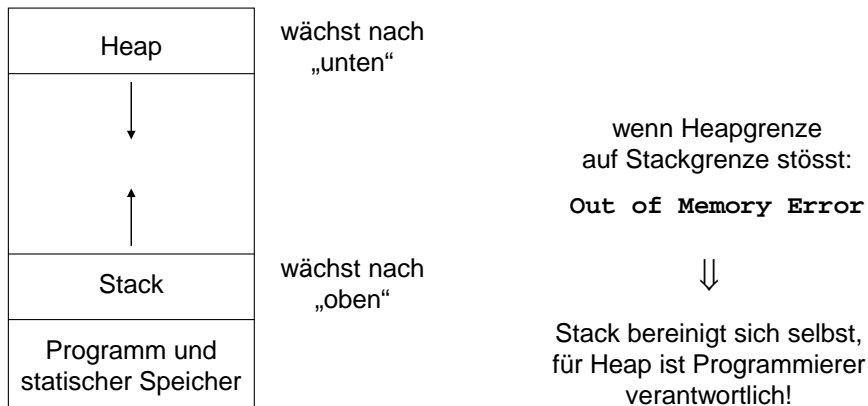 Heap
wächst nach
„unten“
wenn Heapgrenze
auf Stackgrenze stösst:
Out of Memory Error
⇓
Stack
wächst nach
„oben“
Programm und
statischer Speicher
Stack bereinigt sich selbst,
für Heap ist Programmierer
verantwortlich!